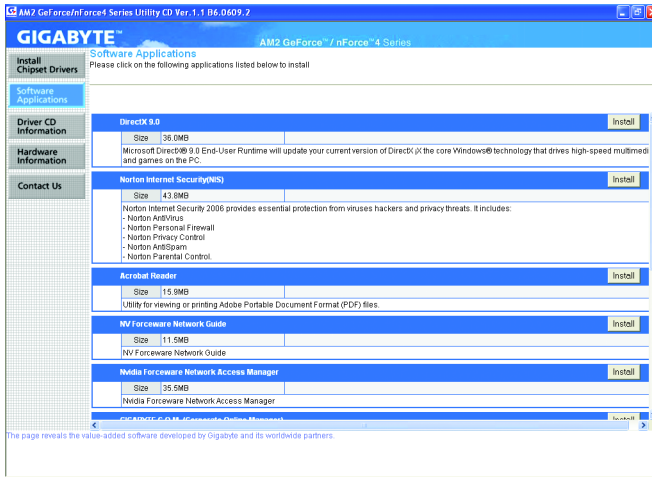 AM2 GeForce/nForce4 Series Utility CD Ver.1.1 B6.0609.2
GIGABYTE™
AM2 GeForce™/ nForce™4 Series
Install
Chipset Drivers
Software
Applications
Driver CD
Information
Hardware
Information
Contact Us
Software Applications
Please click on the following applications listed below to install
DirectX 9.0 Install
Size 36.0MB
Microsoft DirectX® 9.0 End-User Runtime will update your current version of DirectX ¡X the core Windows® technology that drives high-speed multimedi
and games on the PC.
Norton Internet Security(NIS) Install
Size 43.8MB
Norton Internet Security 2006 provides essential protection from viruses hackers and privacy threats. It includes:
- Norton AntiVirus
- Norton Personal Firewall
- Norton Privacy Control
- Norton AntiSpam
- Norton Parental Control.
Acrobat Reader Install
Size 15.9MB
Utility for viewing or printing Adobe Portable Document Format (PDF) files.
NV Forceware Network Guide Install
Size 11.5MB
NV Forceware Network Guide
Nvidia Forceware Network Access Manager Install
Size 35.5MB
Nvidia Forceware Network Access Manager
GIGABYTE C.O.M. (Corporate Online Manager) Install
The page reveals the value-added software developed by Gigabyte and its worldwide partners.